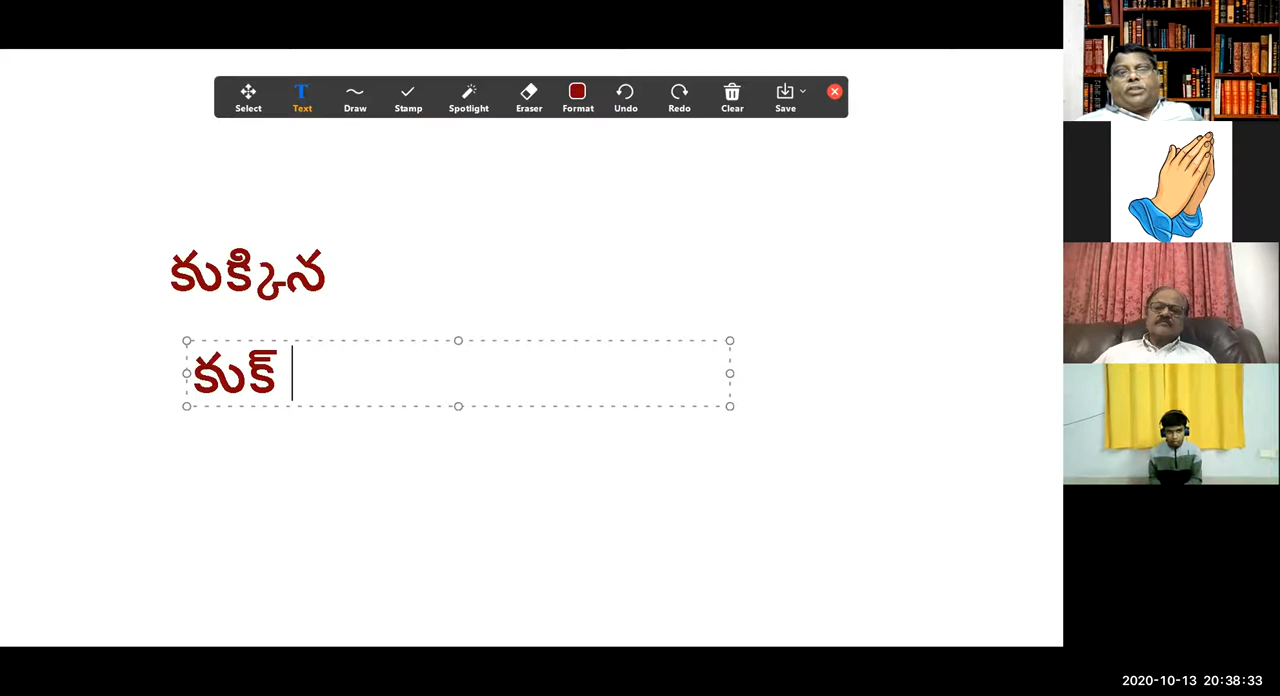 Select Text Draw Stamp Spotlight Eraser Format Undo Redo Clear Save
కుక్కిన
కుక్
2020-10-13 20:38:33